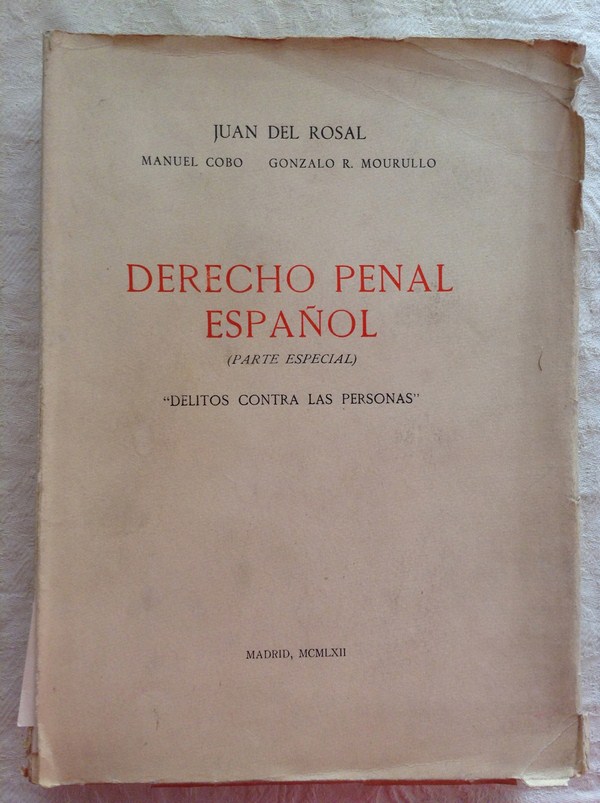 JUAN DEL ROSAL
MANUEL COBO GONZALO R. MOURULLO
DERECHO PENAL
ESPAÑOL
(PARTE ESPECIAL)
"DELITOS CONTRA LAS PERSONAS"
MADRID, MCMLXII